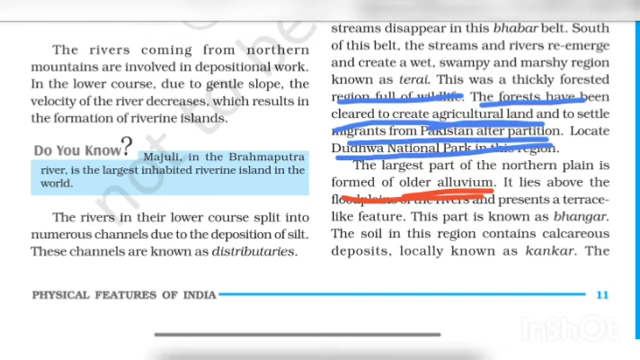 The rivers coming from northern
mountains are involved in depositional work.
In the lower course, due to gentle slope, the
velocity of the river decreases, which results in
the formation of riverine islands.
Do You Know?
Majuli, in the Brahmaputra
river, is the largest inhabited riverine island in the
world.
The rivers in their lower course split into
numerous channels due to the deposition of silt.
These channels are known as distributaries.
streams disappear in this bhabar belt. South
of this belt, the streams and rivers re-emerge
and create a wet, swampy and marshy region
known as terai. This was a thickly forested
region full of wildlife. The forests have been
cleared to create agricultural land and to settle
migrants from Pakistan after partition. Locate
Dudhwa National Park in this region.
The largest part of the northern plain is
formed of older alluvium. It lies above the
floodplains of the rivers and presents a terrace-
like feature. This part is known as bhangar.
The soil in this region contains calcareous
deposits, locally known as kankar. The
PHYSICAL FEATURES OF INDIA
11
not to be
InShOt